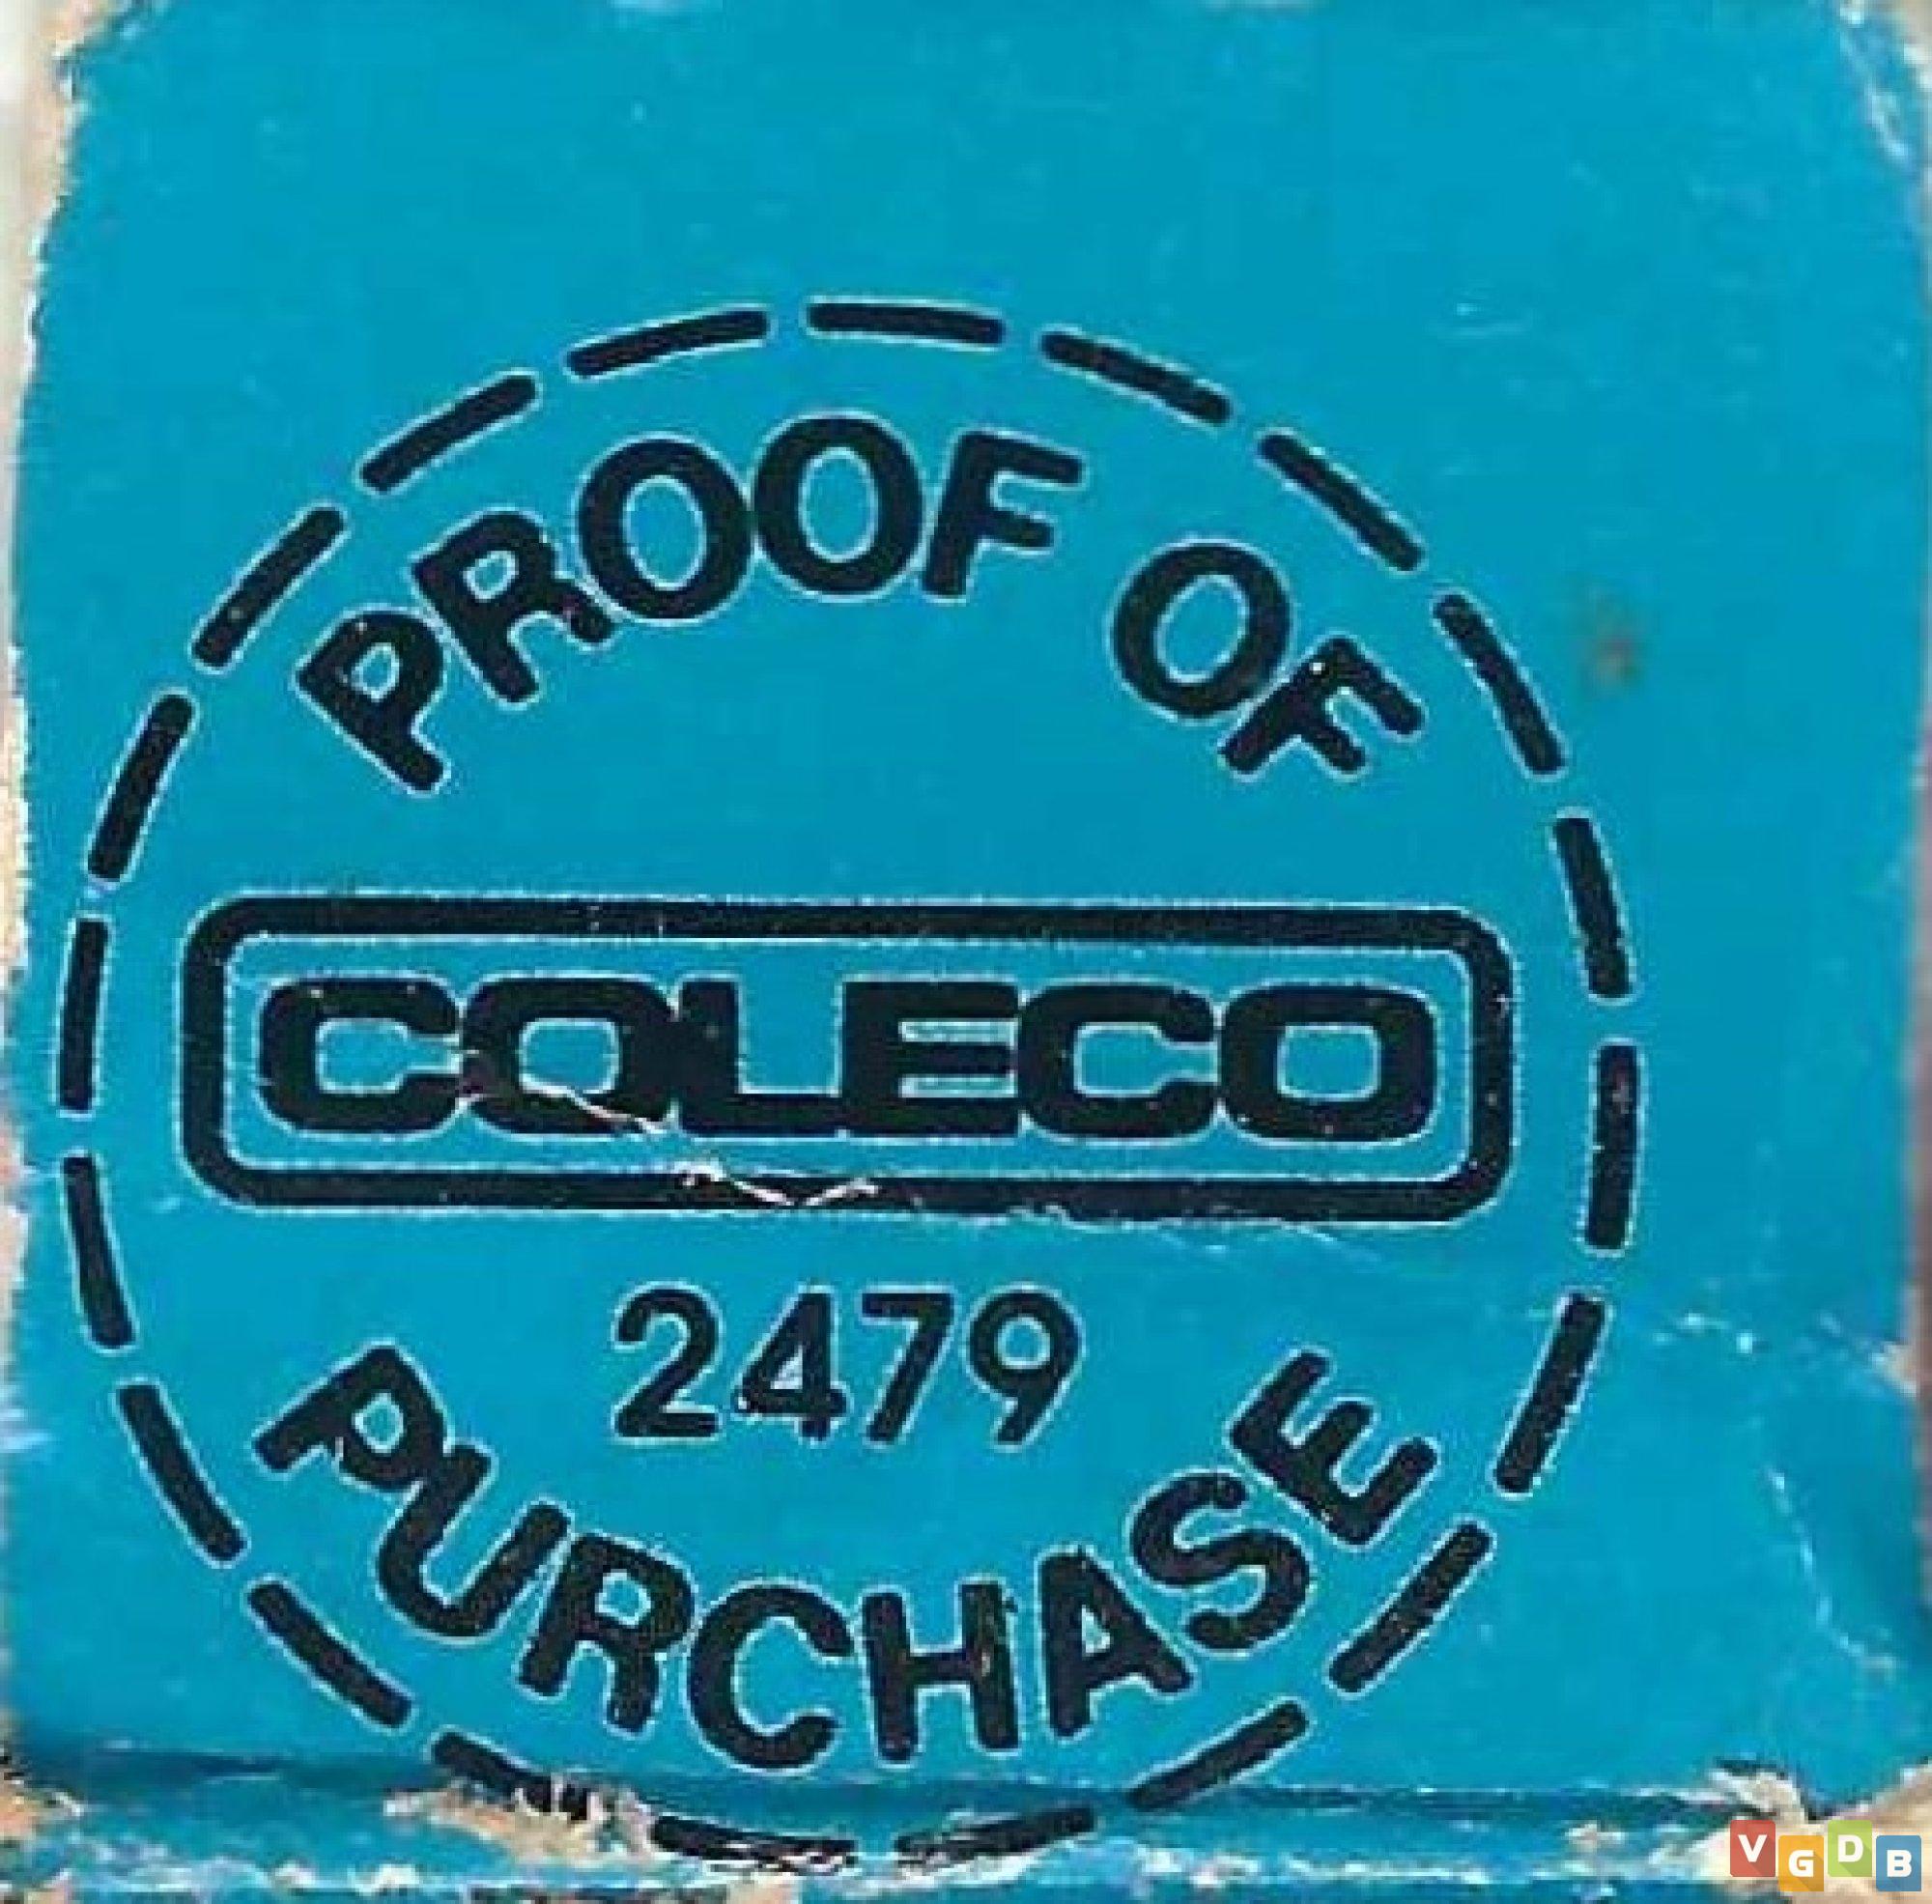 PROOF OF
COLECO
2479
PURCHASE
VGDB